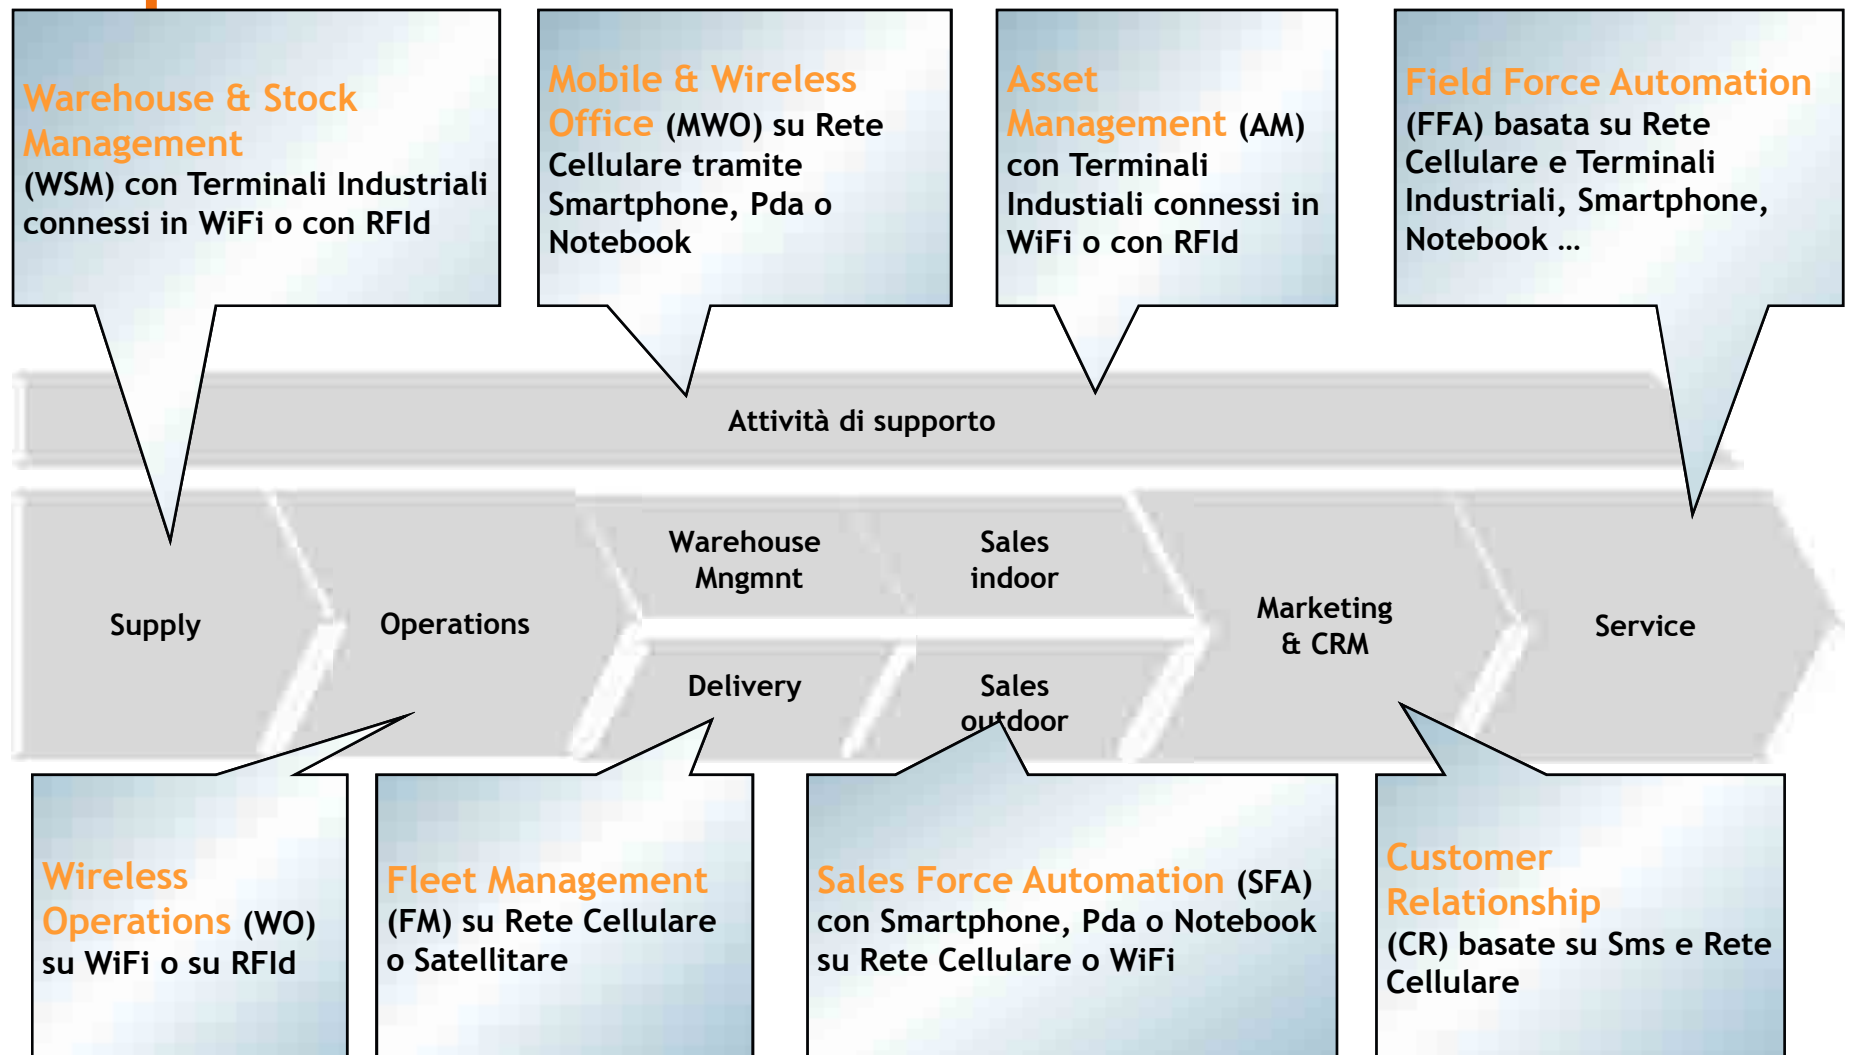 Warehouse & Stock
Management
(WSM) con Terminali Industriali
connessi in WiFi o con RFId
Mobile & Wireless
Office (MWO) su Rete
Cellulare tramite
Smartphone, Pda o
Notebook
Asset
Management (AM)
con Terminali
Industiali connessi in
WiFi o con RFId
Field Force Automation
(FFA) basata su Rete
Cellulare e Terminali
Industriali, Smartphone,
Notebook …
Attività di supporto
Supply
Operations
Warehouse
Mngmnt
Sales
indoor
Delivery
Sales
outdoor
Marketing
& CRM
Service
Wireless
Operations (WO)
su WiFi o su RFId
Fleet Management
(FM) su Rete Cellulare
o Satellitare
Sales Force Automation (SFA)
con Smartphone, Pda o Notebook
su Rete Cellulare o WiFi
Customer
Relationship
(CR) basate su Sms e Rete
Cellulare